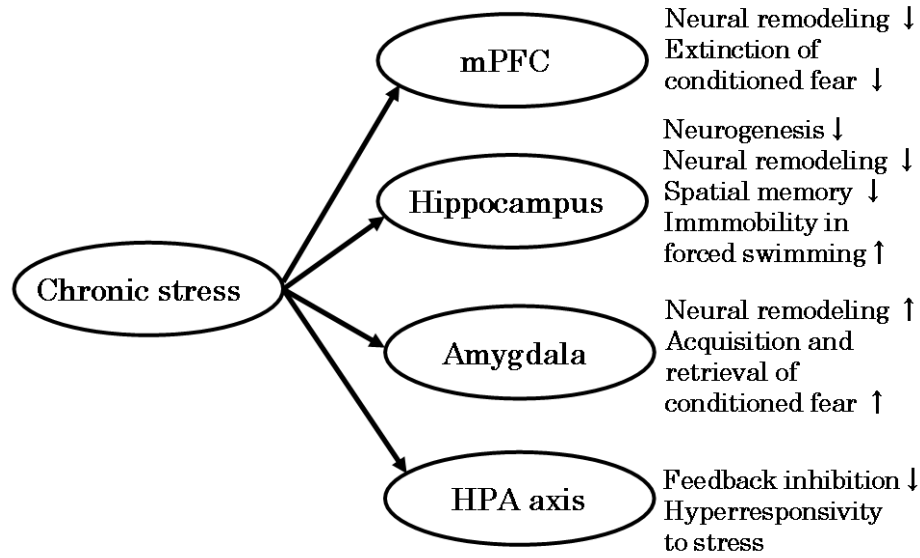 Chronic stress
mPFC
Neural remodeling ↓
Extinction of
conditioned fear ↓
Hippocampus
Neurogenesis ↓
Neural remodeling ↓
Spatial memory ↓
Immmobility in
forced swimming ↑
Amygdala
Neural remodeling ↑
Acquisition and
retrieval of
conditioned fear ↑
HPA axis
Feedback inhibition ↓
Hyperresponsivity
to stress